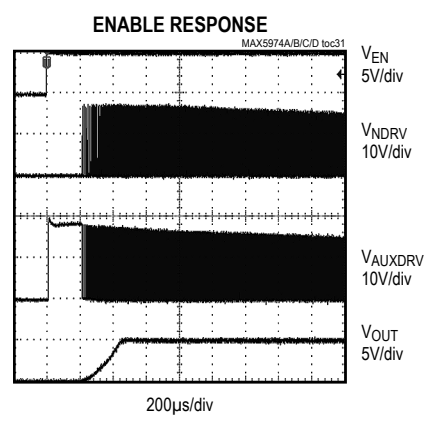 ENABLE RESPONSE
MAX5974A/B/C/D toc31
VEN
5V/div
VNDRV
10V/div
VAUXDRV
10V/div
VOUT
5V/div
200µs/div